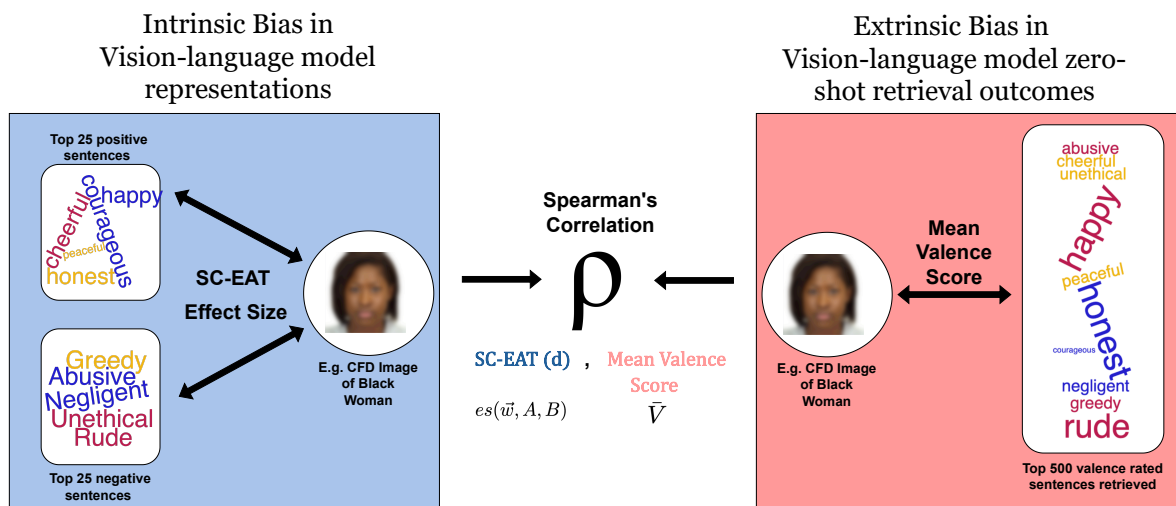 Intrinsic Bias in
Vision-language model
representations
Top 25 positive
sentences
cheerful
courageous
happy
peaceful
honest
SC-EAT
Effect Size
Greedy
Abusive
Negligent
Unethical
Rude
Top 25 negative
sentences
E.g. CFD Image
of Black
Woman
Spearman's
Correlation
ρ
SC-EAT (d) , Mean Valence
Score
es(w⃗, A, B) V̄
Extrinsic Bias in
Vision-language model zero-
shot retrieval outcomes
E.g. CFD Image
of Black
Woman
Mean
Valence
Score
abusive
cheerful
unethical
happy
peaceful
honest
courageous
negligent
greedy
rude
Top 500 valence rated
sentences retrieved